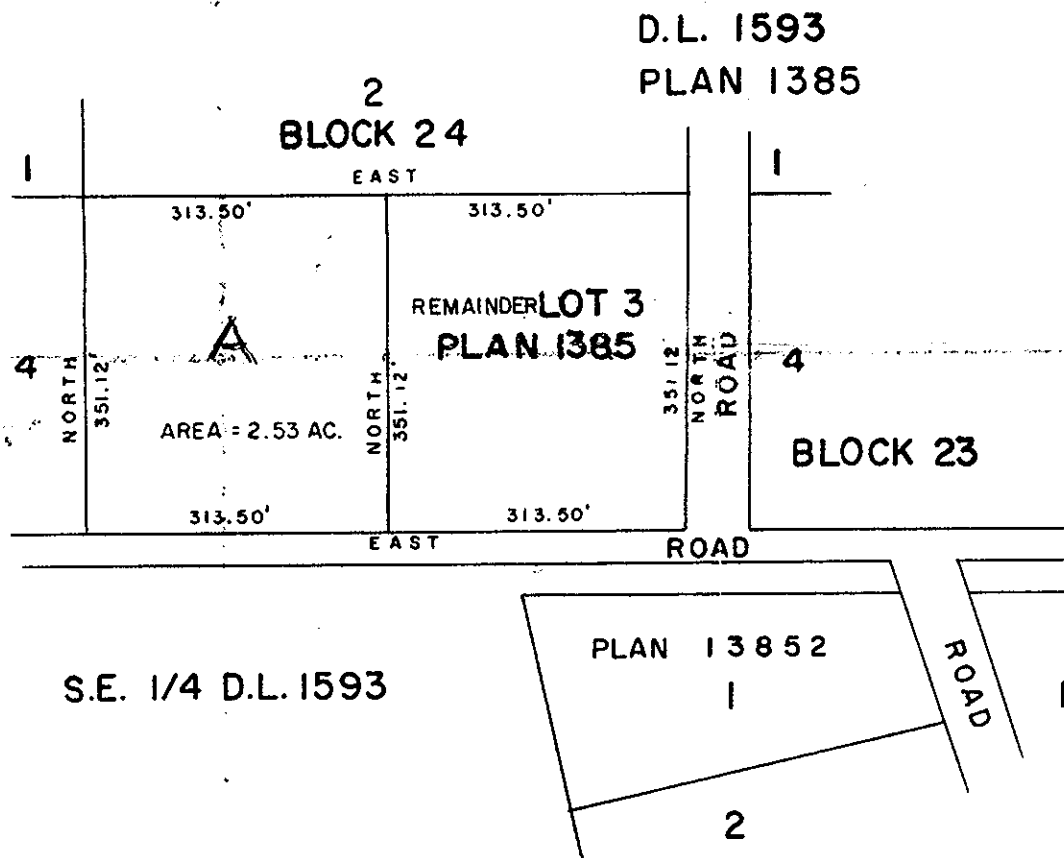 D.L. 1593
PLAN 1385
2
BLOCK 24
1
EAST
1
313.50'
313.50'
REMAINDER LOT 3
PLAN 1385
A
4
NORTH
351.12'
NORTH
351.12'
351.12
NORTH
ROAD
4
AREA = 2.53 AC.
BLOCK 23
313.50'
313.50'
EAST
ROAD
PLAN 13852
1
ROAD
1
S.E. 1/4 D.L. 1593
2